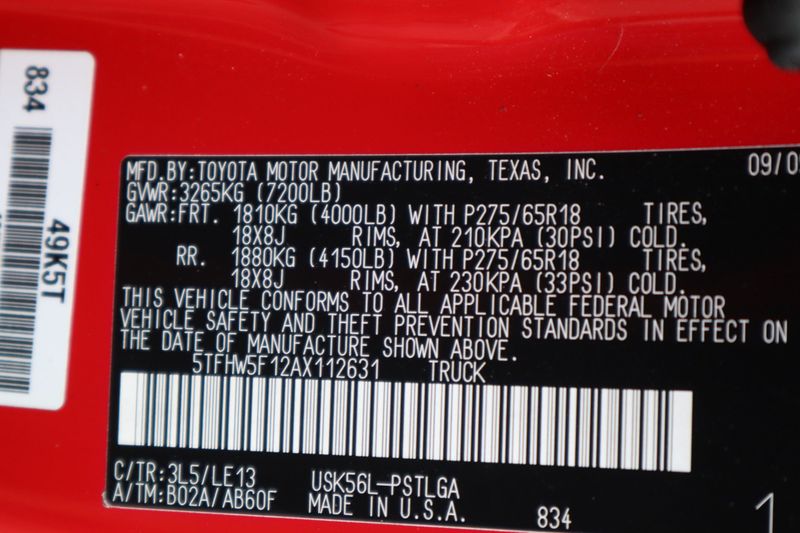 834
49K5T
MFD.BY:TOYOTA MOTOR MANUFACTURING, TEXAS, INC. 09/0
GVWR:3265KG (7200LB)
GAWR:FRT. 1810KG (4000LB) WITH P275/65R18 TIRES,
18X8J RIMS, AT 210KPA (30PSI) COLD.
RR. 1880KG (4150LB) WITH P275/65R18 TIRES,
18X8J RIMS, AT 230KPA (33PSI) COLD.
THIS VEHICLE CONFORMS TO ALL APPLICABLE FEDERAL MOTOR
VEHICLE SAFETY AND THEFT PREVENTION STANDARDS IN EFFECT ON
THE DATE OF MANUFACTURE SHOWN ABOVE.
5TFHW5F12AX112631 TRUCK
C/TR:3L5/LE13 USK56L-PSTLGA
A/TM:B02A/AB60F MADE IN U.S.A. 834 1